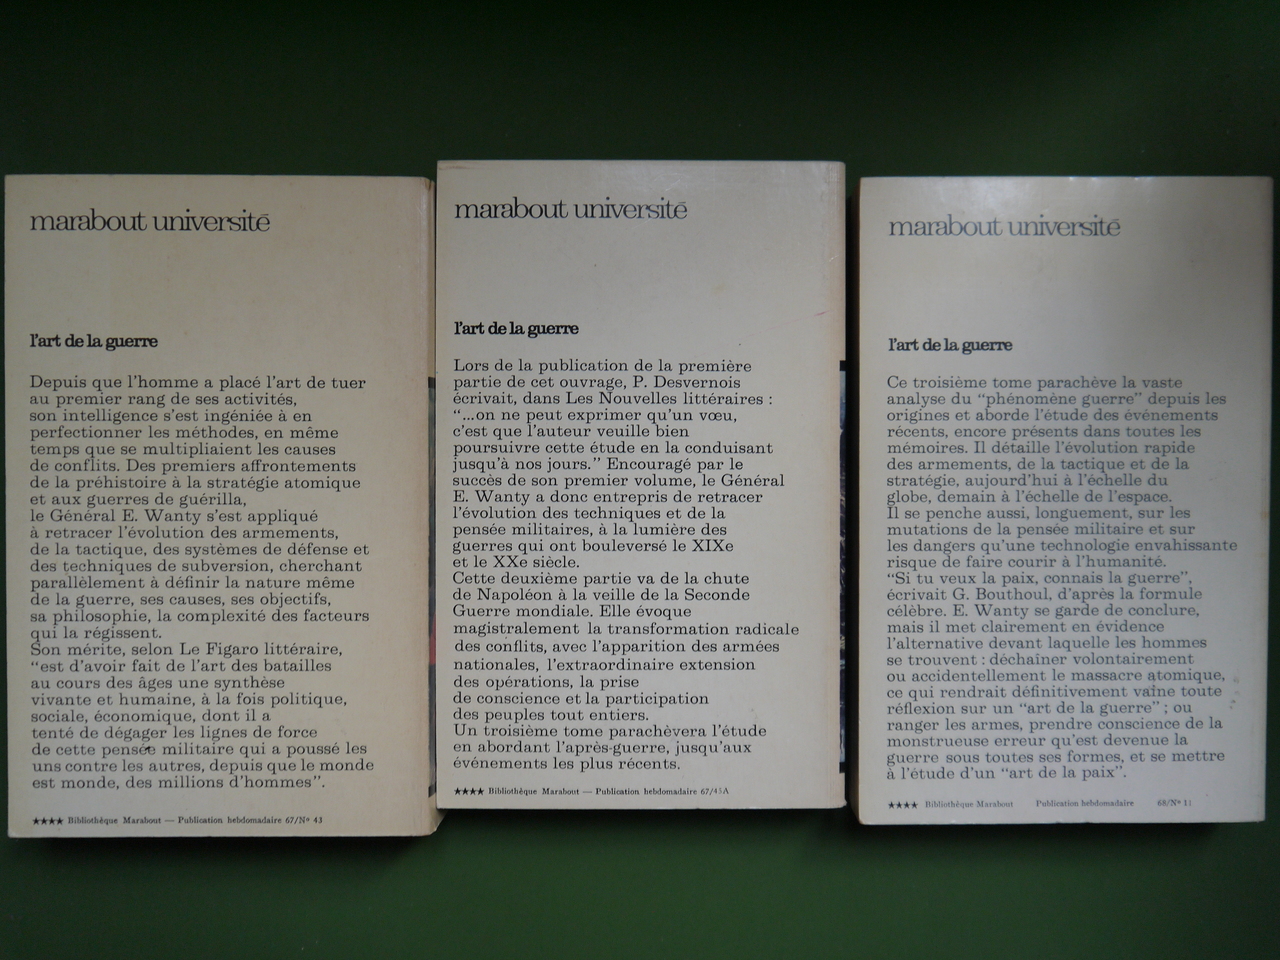 marabout université
l'art de la guerre
Depuis que l'homme a placé l'art de tuer
au premier rang de ses activités,
son intelligence s'est ingéniée à en
perfectionner les méthodes, en même
temps que se multipliaient les causes
de conflits. Des premiers affrontements
de la préhistoire à la stratégie atomique
et aux guerres de guérilla,
le Général E. Wanty s'est appliqué
à retracer l'évolution des armements,
de la tactique, des systèmes de défense et
des techniques de subversion, cherchant
parallèlement à définir la nature même
de la guerre, ses causes, ses objectifs,
sa philosophie, la complexité des facteurs
qui la régissent.
Son mérite, selon Le Figaro littéraire,
“est d'avoir fait de l'art des batailles
au cours des âges une synthèse
vivante et humaine, à la fois politique,
sociale, économique, dont il a
tenté de dégager les lignes de force
de cette pensée militaire qui a poussé les
uns contre les autres, depuis que le monde
est monde, des millions d'hommes”.
★★★★ Bibliothèque Marabout — Publication hebdomadaire 67/Nº 43
marabout université
l'art de la guerre
Lors de la publication de la première
partie de cet ouvrage, P. Desvernois
écrivait, dans Les Nouvelles littéraires :
“...on ne peut exprimer qu'un vœu,
c'est que l'auteur veuille bien
poursuivre cette étude en la conduisant
jusqu'à nos jours.” Encouragé par le
succès de son premier volume, le Général
E. Wanty a donc entrepris de retracer
l'évolution des techniques et de la
pensée militaires, à la lumière des
guerres qui ont bouleversé le XIXe
et le XXe siècle.
Cette deuxième partie va de la chute
de Napoléon à la veille de la Seconde
Guerre mondiale. Elle évoque
magistralement la transformation radicale
des conflits, avec l'apparition des armées
nationales, l'extraordinaire extension
des opérations, la prise
de conscience et la participation
des peuples tout entiers.
Un troisième tome parachèvera l'étude
en abordant l'après-guerre, jusqu'aux
événements les plus récents.
★★★★ Bibliothèque Marabout — Publication hebdomadaire
marabout université
l'art de la guerre
Ce troisième tome parachève la vaste
analyse du “phénomène guerre” depuis les
origines et aborde l'étude des événements
récents, encore présents dans toutes les
mémoires. Il détaille l'évolution rapide
des armements, de la tactique et de la
stratégie, aujourd'hui à l'échelle du
globe, demain à l'échelle de l'espace.
Il se penche aussi, longuement, sur les
mutations de la pensée militaire et sur
les dangers qu'une technologie envahissante
risque de faire courir à l'humanité.
“Si tu veux la paix, connais la guerre”,
écrivait G. Bouthoul, d'après la formule
célèbre. E. Wanty se garde de conclure,
mais il met clairement en évidence
l'alternative devant laquelle les hommes
se trouvent : déchaîner volontairement
ou accidentellement le massacre atomique,
ce qui rendrait définitivement vaine toute
réflexion sur un “art de la guerre” ; ou
ranger les armes, prendre conscience de la
monstrueuse erreur qu'est devenue la
guerre sous toutes ses formes, et se mettre
à l'étude d'un “art de la paix”.
★★★★ Bibliothèque Marabout Publication hebdomadaire